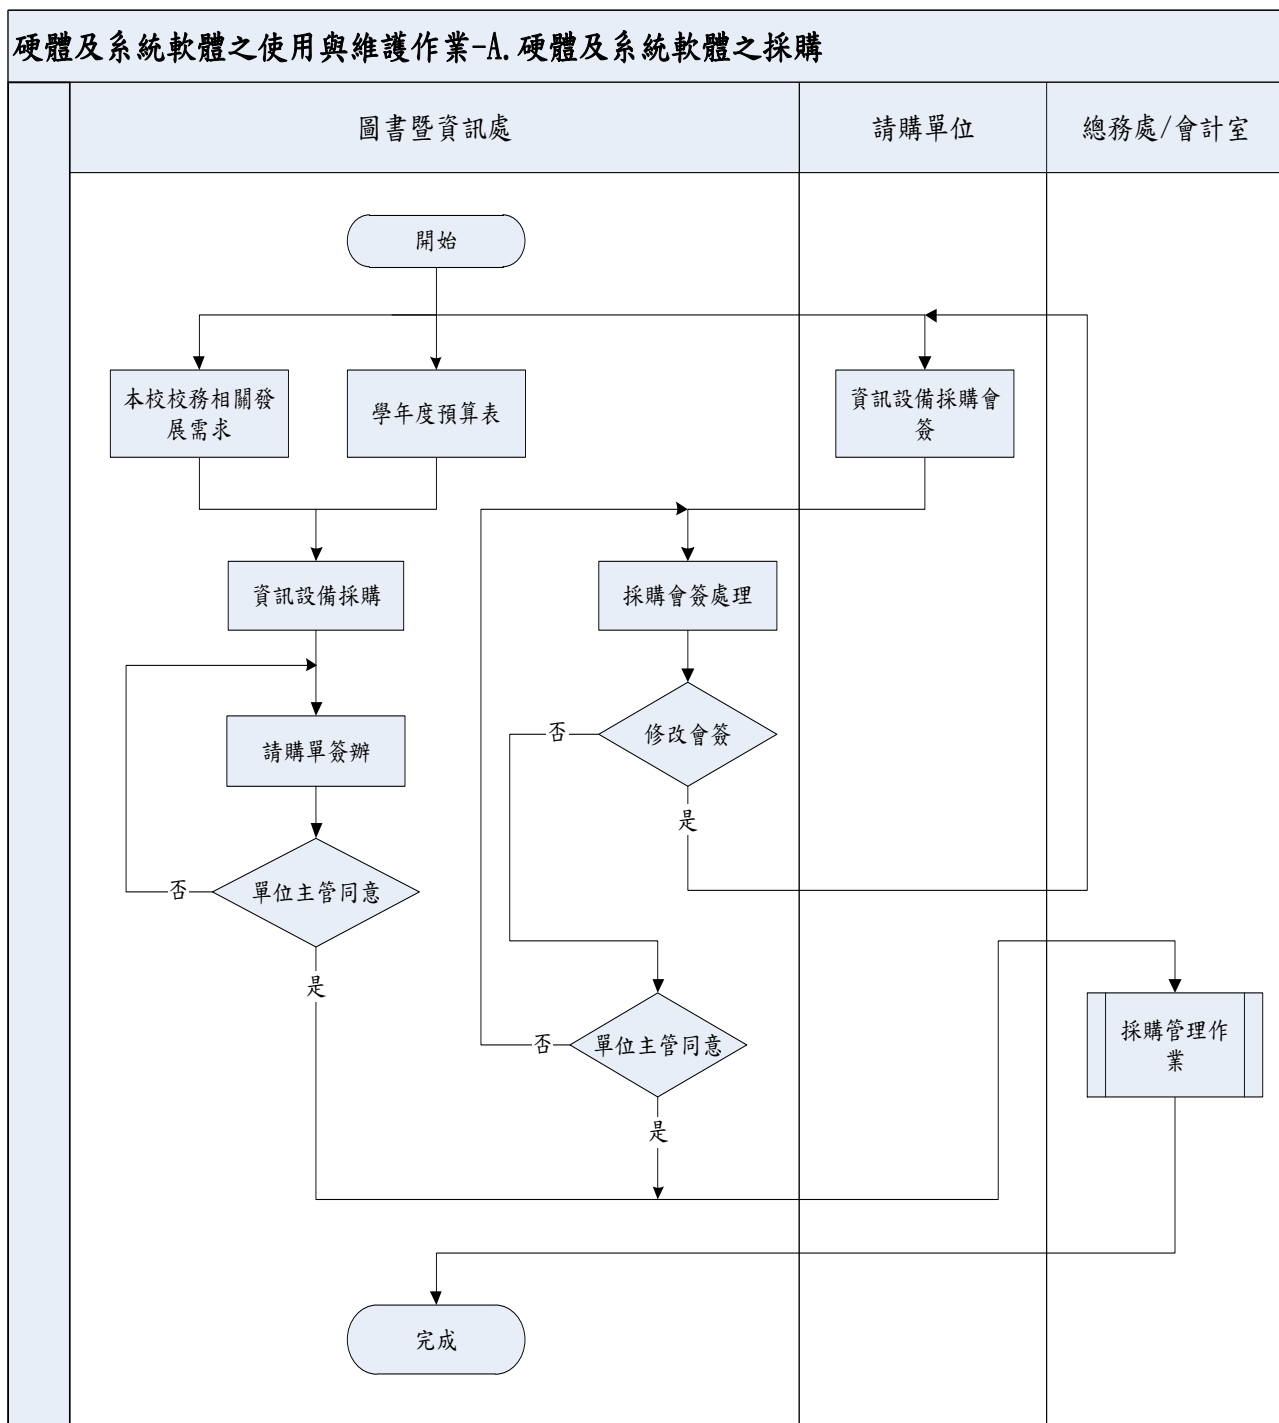 硬體及系統軟體之使用與維護作業-A.硬體及系統軟體之採購
圖書暨資訊處
請購單位
總務處/會計室
開始
本校校務相關發
展需求
學年度預算表
資訊設備採購會
簽
資訊設備採購
採購會簽處理
請購單簽辦
否
修改會簽
是
否
單位主管同意
是
否
單位主管同意
是
採購管理作
業
完成